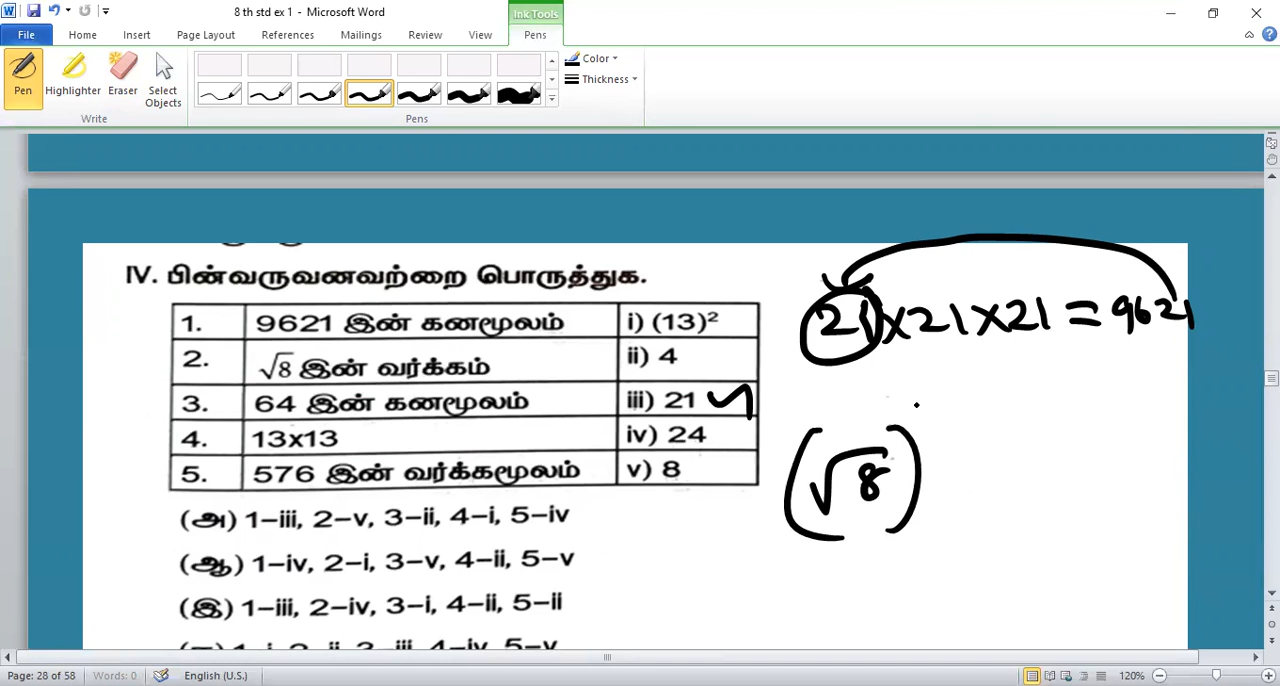 8 th std ex 1 - Microsoft Word
Ink Tools
File Home Insert Page Layout References Mailings Review View Pens
Pen Highlighter Eraser Select Objects
Color
Thickness
Write Pens
IV. பின்வருவனவற்றை பொருத்துக.
1. 9621 இன் கனமூலம் i) (13)²
2. √8 இன் வர்க்கம் ii) 4
3. 64 இன் கனமூலம் iii) 21
4. 13x13 iv) 24
5. 576 இன் வர்க்கமூலம் v) 8
21×21×21=9621
(√8)
(அ) 1–iii, 2–v, 3–ii, 4–i, 5–iv
(ஆ) 1–iv, 2–i, 3–v, 4–ii, 5–v
(இ) 1–iii, 2–iv, 3–i, 4–ii, 5–ii
Page: 28 of 58 Words: 0 English (U.S.) 120%